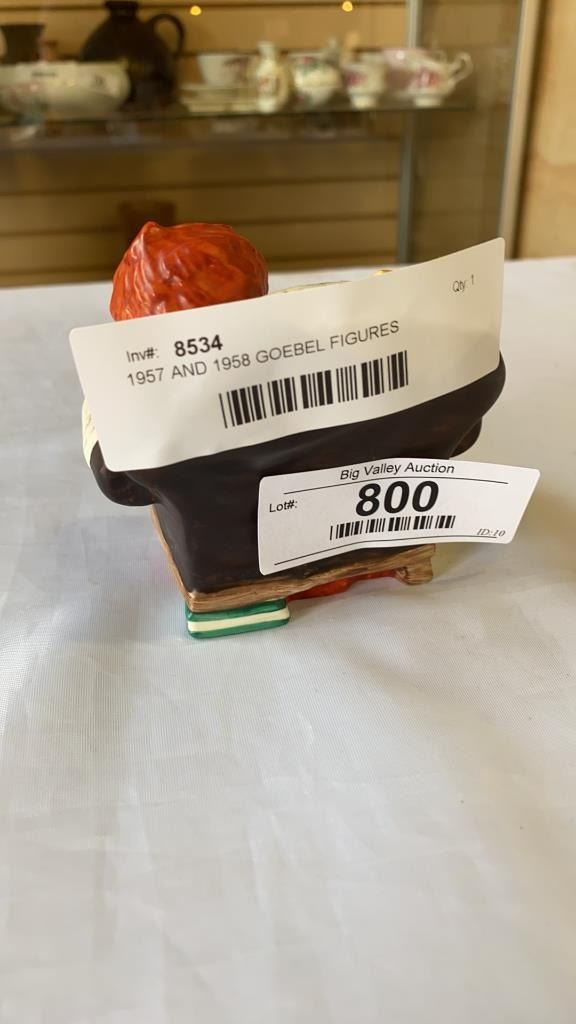 Inv#: 8534
Qty: 1
1957 AND 1958 GOEBEL FIGURES
Big Valley Auction
Lot#: 800
ID:10